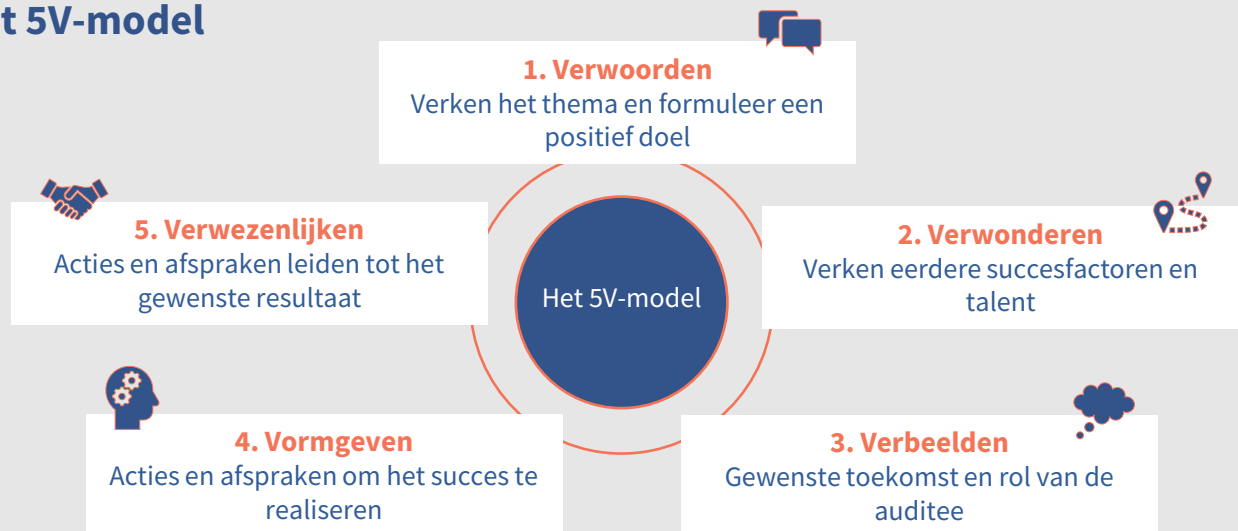 t 5V-model
1. Verwoorden
Verken het thema en formuleer een
positief doel
2. Verwonderen
Verken eerdere succesfactoren en
talent
3. Verbeelden
Gewenste toekomst en rol van de
auditee
4. Vormgeven
Acties en afspraken om het succes te
realiseren
5. Verwezenlijken
Acties en afspraken leiden tot het
gewenste resultaat
Het 5V-model